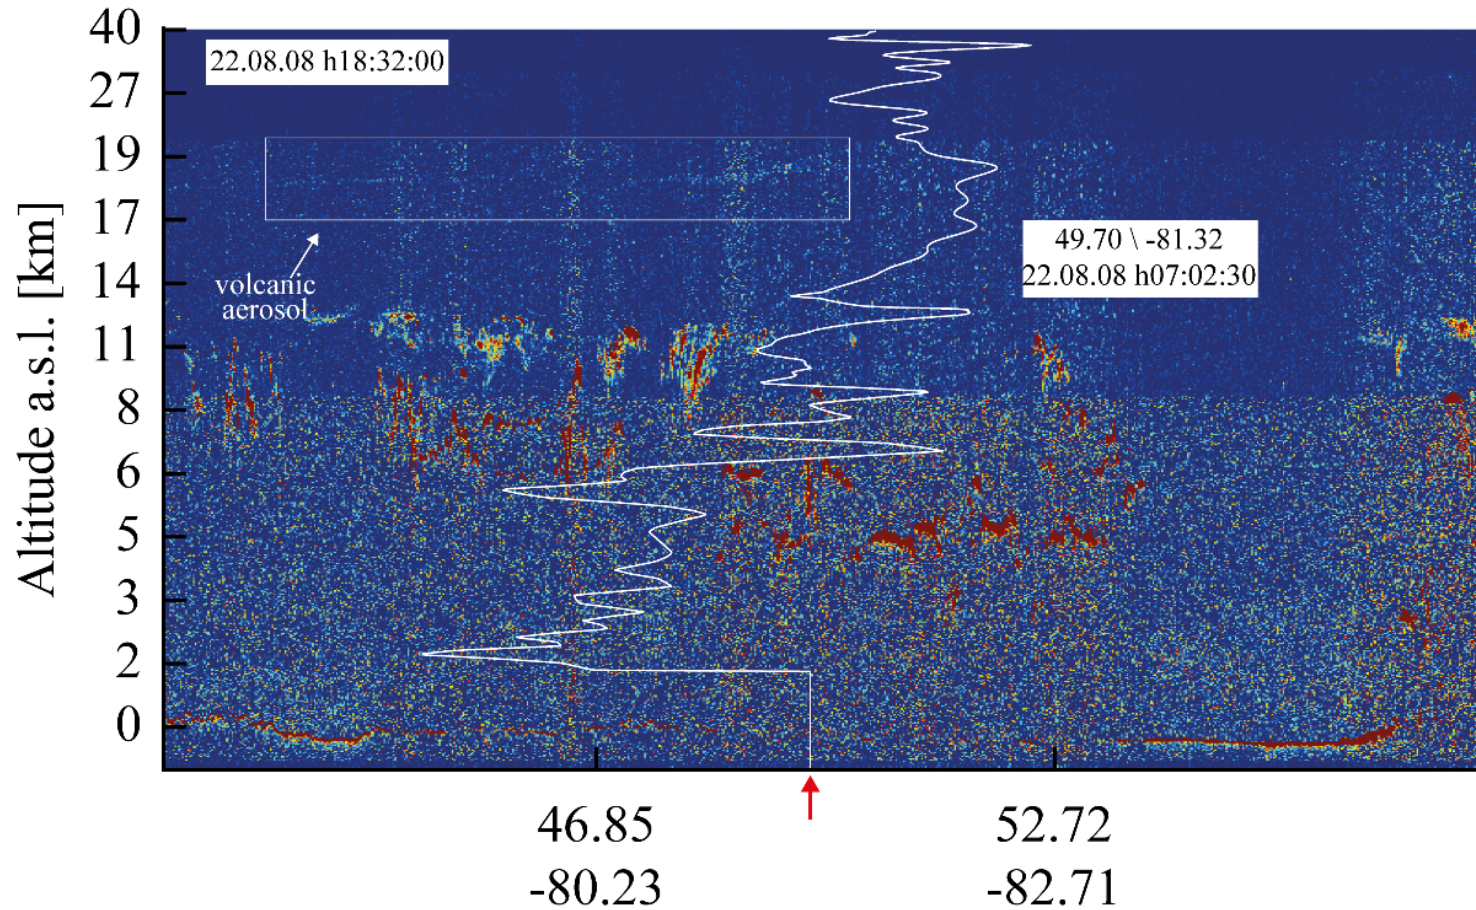 40
22.08.08 h18:32:00
27
19
17
49.70 \ -81.32
22.08.08 h07:02:30
14
volcanic
aerosol
11
8
6
5
3
2
0
Altitude a.s.l. [km]
46.85 52.72
-80.23 -82.71